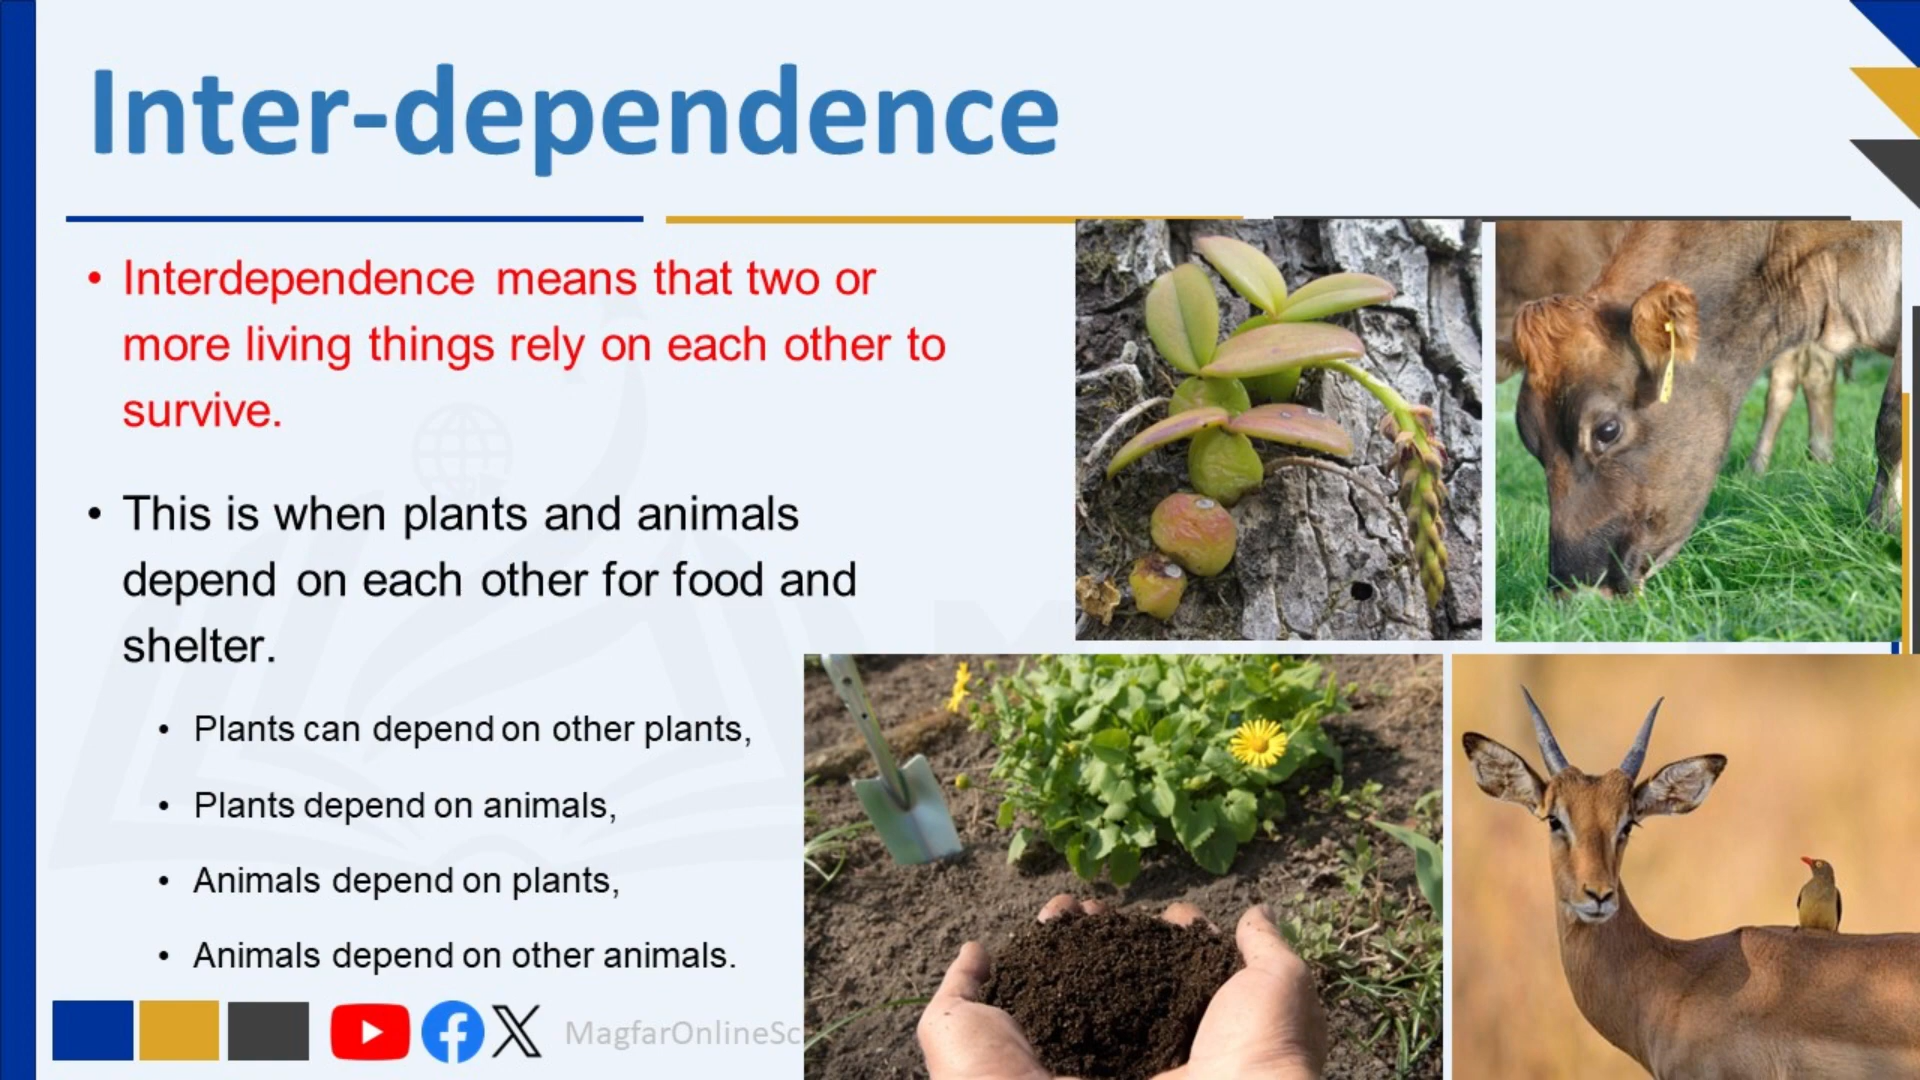 Inter-dependence
• Interdependence means that two or
more living things rely on each other to
survive.
• This is when plants and animals
depend on each other for food and
shelter.
• Plants can depend on other plants,
• Plants depend on animals,
• Animals depend on plants,
• Animals depend on other animals.
MagfarOnlineSc